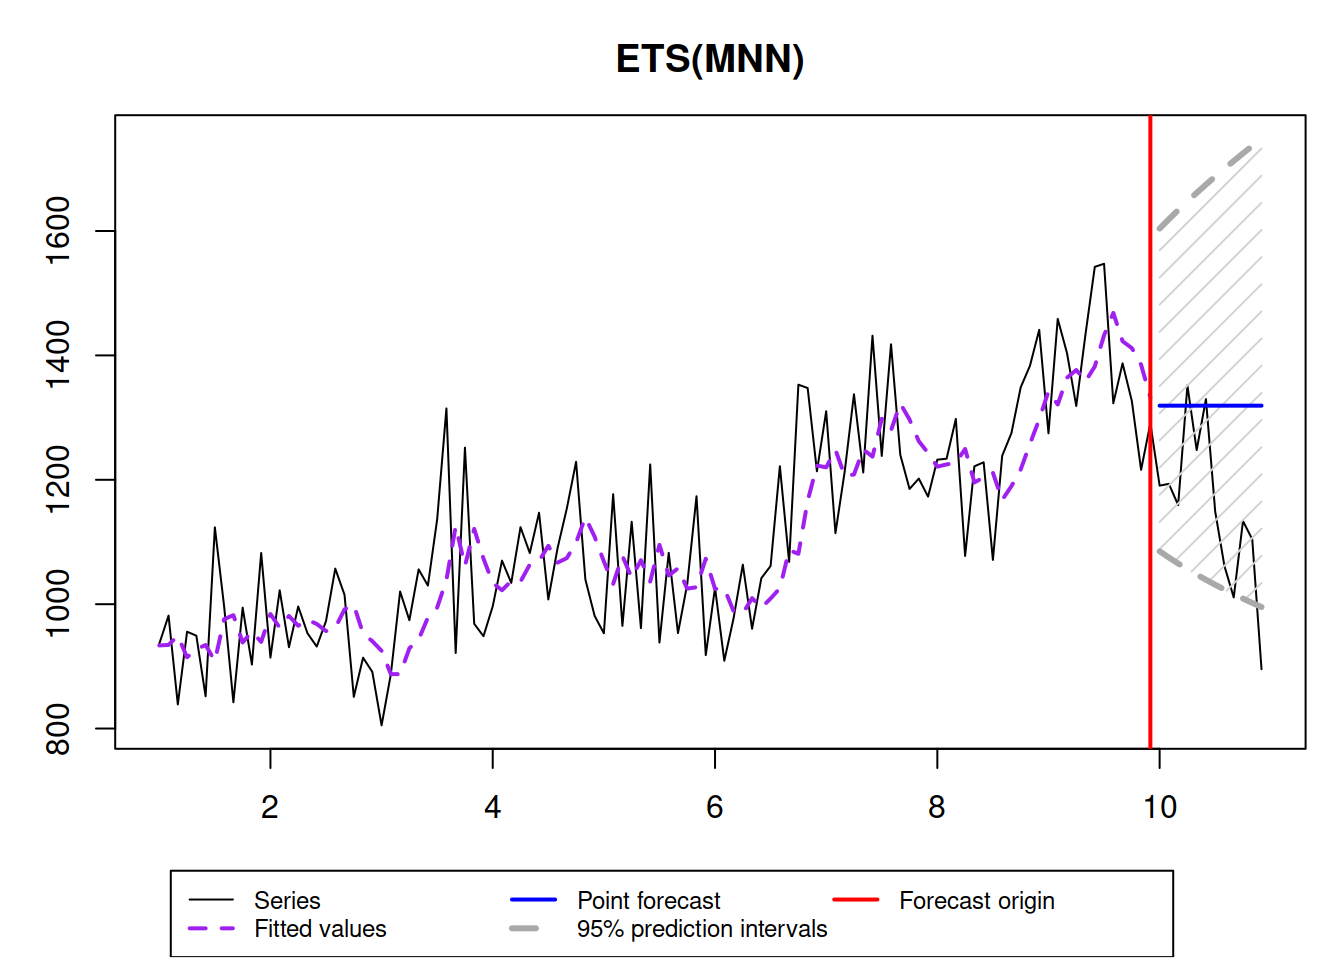 ETS(MNN)
1600
1400
1200
1000
800
2 4 6 8 10
Series Point forecast Forecast origin
Fitted values 95% prediction intervals